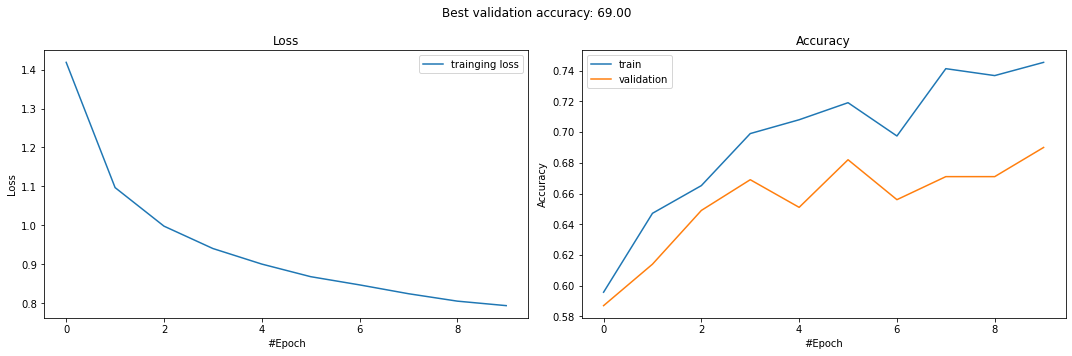 Best validation accuracy: 69.00
Loss
trainging loss
1.4
1.3
1.2
1.1
1.0
0.9
0.8
Loss
0
2
4
6
8
#Epoch
Accuracy
train
validation
0.74
0.72
0.70
0.68
0.66
0.64
0.62
0.60
0.58
Accuracy
0
2
4
6
8
#Epoch